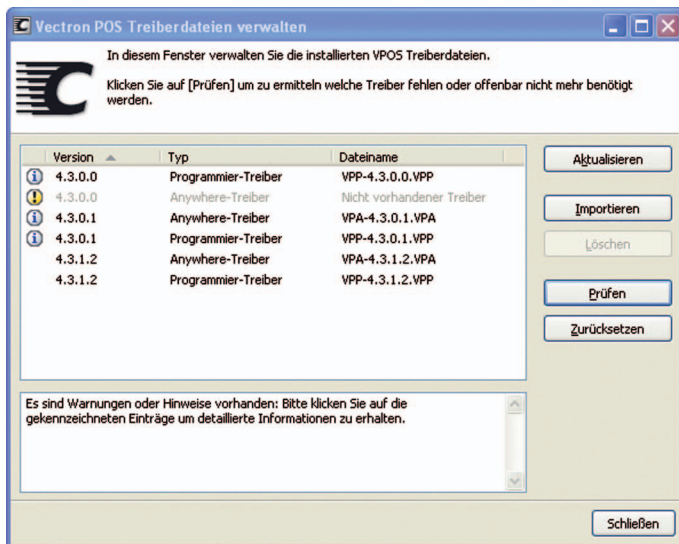 Vectron POS Treiberdateien verwalten
In diesem Fenster verwalten Sie die installierten VPOS Treiberdateien.
Klicken Sie auf [Prüfen] um zu ermitteln welche Treiber fehlen oder offenbar nicht mehr benötigt
werden.
Version Typ Dateiname
4.3.0.0 Programmier-Treiber VPP-4.3.0.0.VPP
4.3.0.0 Anywhere-Treiber Nicht vorhandener Treiber
4.3.0.1 Anywhere-Treiber VPA-4.3.0.1.VPA
4.3.0.1 Programmier-Treiber VPP-4.3.0.1.VPP
4.3.1.2 Anywhere-Treiber VPA-4.3.1.2.VPA
4.3.1.2 Programmier-Treiber VPP-4.3.1.2.VPP
Aktualisieren
Importieren
Löschen
Prüfen
Zurücksetzen
Es sind Warnungen oder Hinweise vorhanden: Bitte klicken Sie auf die
gekennzeichneten Einträge um detaillierte Informationen zu erhalten.
Schließen